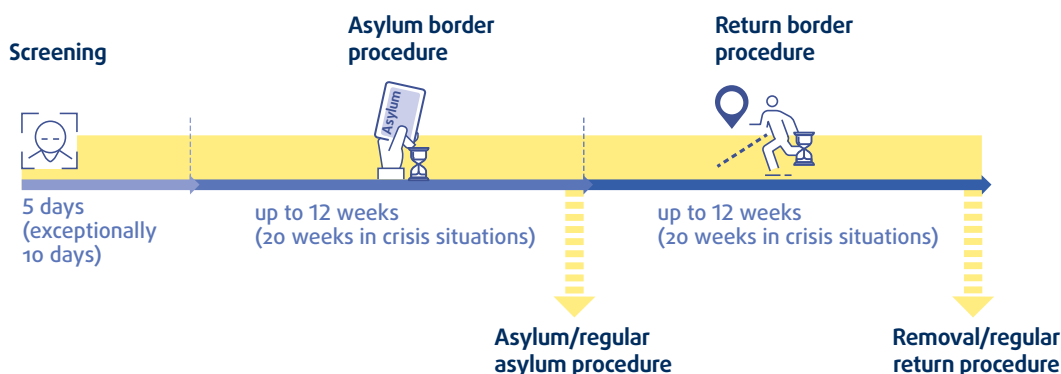 Screening
Asylum border
procedure
Return border
procedure
Asylum
5 days
(exceptionally
10 days)
up to 12 weeks
(20 weeks in crisis situations)
up to 12 weeks
(20 weeks in crisis situations)
Asylum/regular
asylum procedure
Removal/regular
return procedure